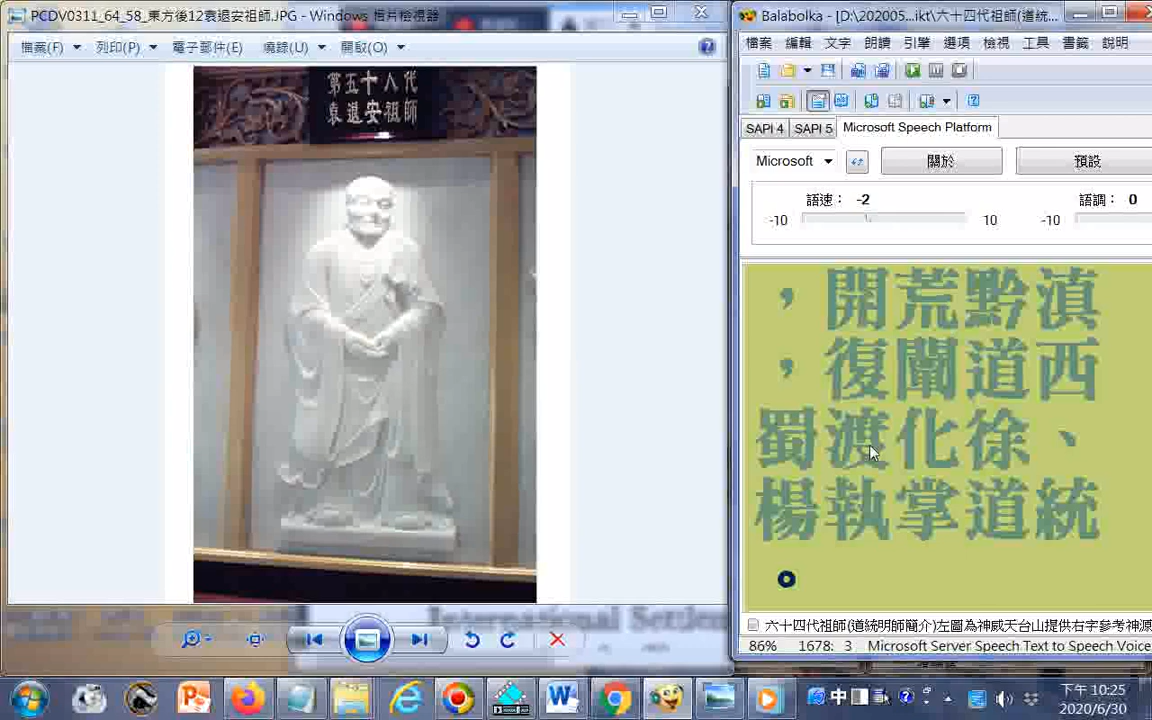 PCDV0311_64_58_東方後12袁退安祖師.JPG - Windows 相片檢視器
檔案(F) 列印(P) 電子郵件(E) 燒錄(U) 開啟(O)
第五十八代
袁退安祖師
International Settle
Balabolka - [D:\202005...ikt\六十四代祖師(道統...
檔案 編輯 文字 朗讀 引擎 選項 檢視 工具 書籤 說明
SAPI 4 SAPI 5 Microsoft Speech Platform
Microsoft 關於 預設
語速： -2 語調： 0
-10 10 -10
，開荒黔滇
，復闡道西
蜀渡化徐、
楊執掌道統
。
六十四代祖師(道統明師簡介)左圖為神威天台山提供右字參考神源
86% 1678: 3 Microsoft Server Speech Text to Speech Voice
中
下午 10:25
2020/6/30